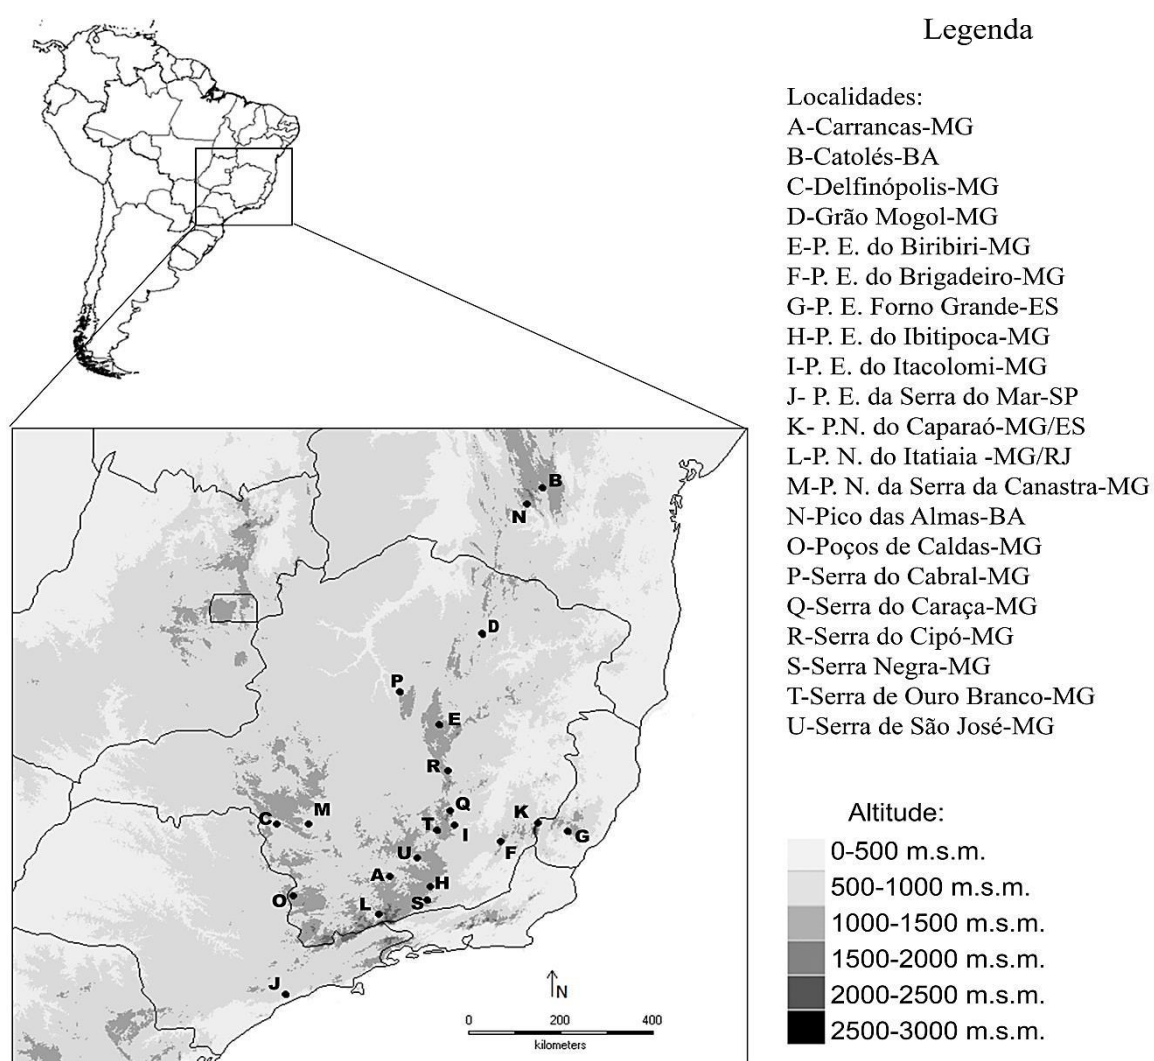 Legenda
Localidades:
A-Carrancas-MG
B-Catolés-BA
C-Delfinópolis-MG
D-Grão Mogol-MG
E-P. E. do Biribiri-MG
F-P. E. do Brigadeiro-MG
G-P. E. Forno Grande-ES
H-P. E. do Ibitipoca-MG
I-P. E. do Itacolomi-MG
J- P. E. da Serra do Mar-SP
K- P.N. do Caparaó-MG/ES
L-P. N. do Itatiaia -MG/RJ
M-P. N. da Serra da Canastra-MG
N-Pico das Almas-BA
O-Poços de Caldas-MG
P-Serra do Cabral-MG
Q-Serra do Caraça-MG
R-Serra do Cipó-MG
S-Serra Negra-MG
T-Serra de Ouro Branco-MG
U-Serra de São José-MG
Altitude:
0-500 m.s.m.
500-1000 m.s.m.
1000-1500 m.s.m.
1500-2000 m.s.m.
2000-2500 m.s.m.
2500-3000 m.s.m.
B
N
D
P
E
R
Q
K
C
M
T
I
G
F
U
A
H
O
L
S
J
N
0 200 400
kilometers